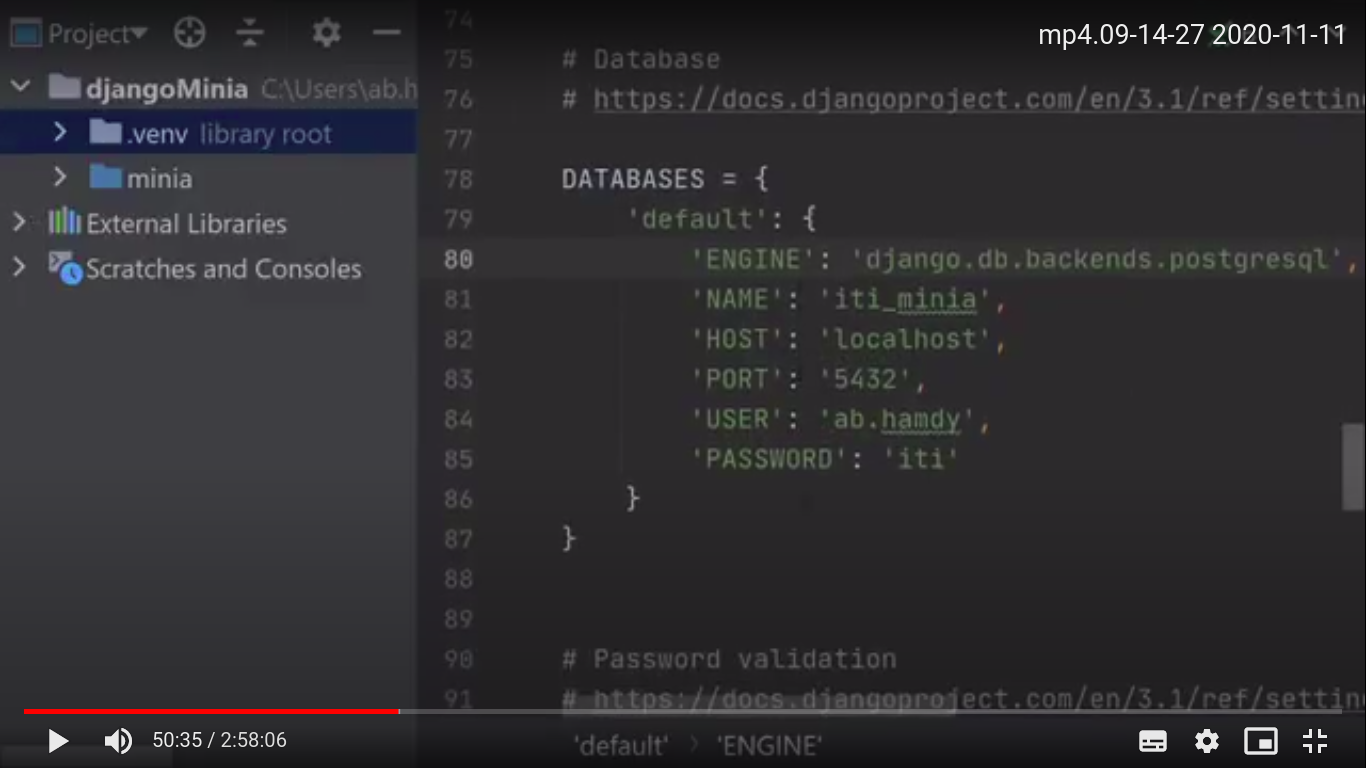 Project
mp4.09-14-27 2020-11-11
djangoMinia C:\Users\ab.h
.venv library root
minia
External Libraries
Scratches and Consoles
74
75 # Database
76 # https://docs.djangoproject.com/en/3.1/ref/settin
77
78 DATABASES = {
79 'default': {
80 'ENGINE': 'django.db.backends.postgresql',
81 'NAME': 'iti_minia',
82 'HOST': 'localhost',
83 'PORT': '5432',
84 'USER': 'ab.hamdy',
85 'PASSWORD': 'iti'
86 }
87 }
88
89
90 # Password validation
91 # https://docs.djangoproject.com/en/3.1/ref/settin
'default' › 'ENGINE'
50:35 / 2:58:06